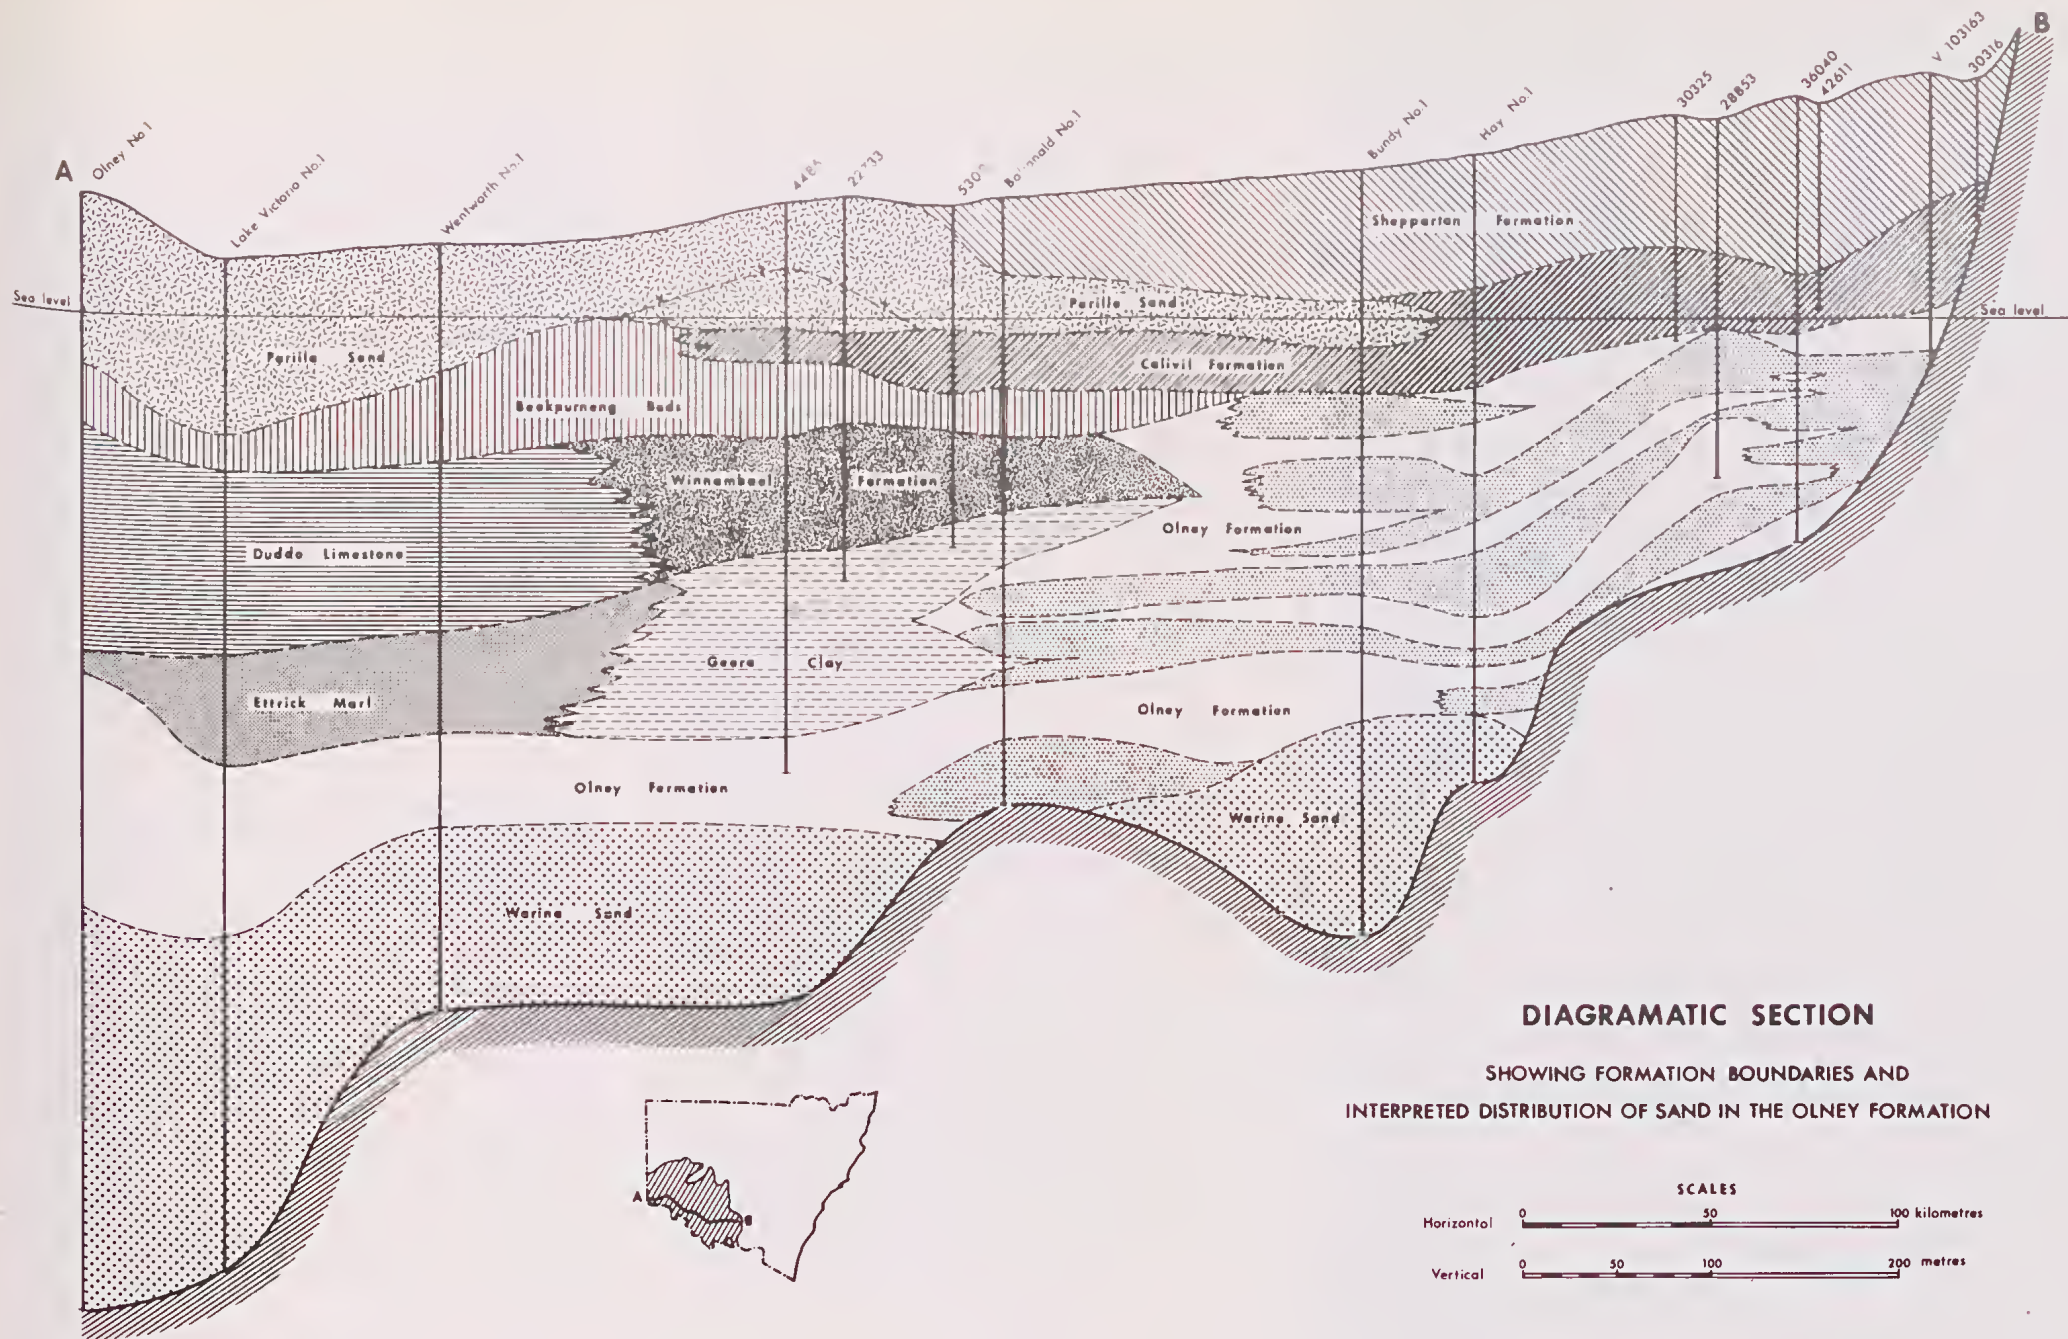 A
B
Olney No.1
Lake Victoria No.1
Wentworth No.1
22733
Balranald No.1
Bundy No.1
Hay No.1
30325
28853
36040
42611
V 103163
30316
Sea level
Sea level
Shepparton Formation
Parilla Sand
Parilla Sand
Calivil Formation
Bookpurnong Beds
Winnambool Formation
Duddo Limestone
Olney Formation
Geera Clay
Ettrick Marl
Olney Formation
Olney Formation
Warina Sand
Warina Sand
DIAGRAMATIC SECTION
SHOWING FORMATION BOUNDARIES AND
INTERPRETED DISTRIBUTION OF SAND IN THE OLNEY FORMATION
A
B
SCALES
Horizontal 0 50 100 kilometres
Vertical 0 50 100 200 metres